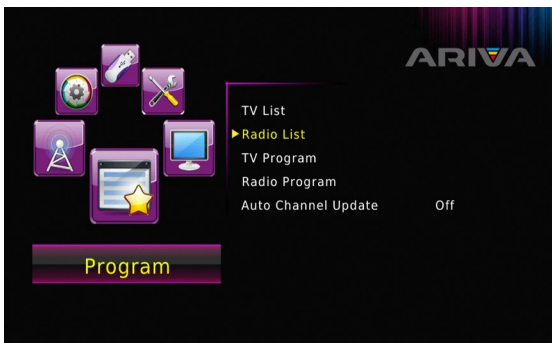 ARIVA
TV List
Radio List
TV Program
Radio Program
Auto Channel Update Off
Program